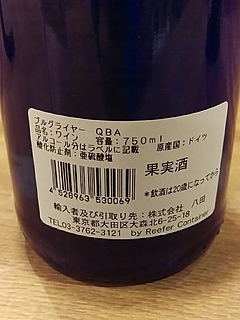 ブルグライヤー QBA
品名：ワイン 容量：750ml
アルコール分はラベルに記載
酸化防止剤：亜硫酸塩
原産国：ドイツ
果実酒
*飲酒は20歳になってから
4 528963 530069
輸入者及び引取り先：株式会社 八田
東京都大田区大森北6-25-18
TEL03-3762-3121 by Reefer Container